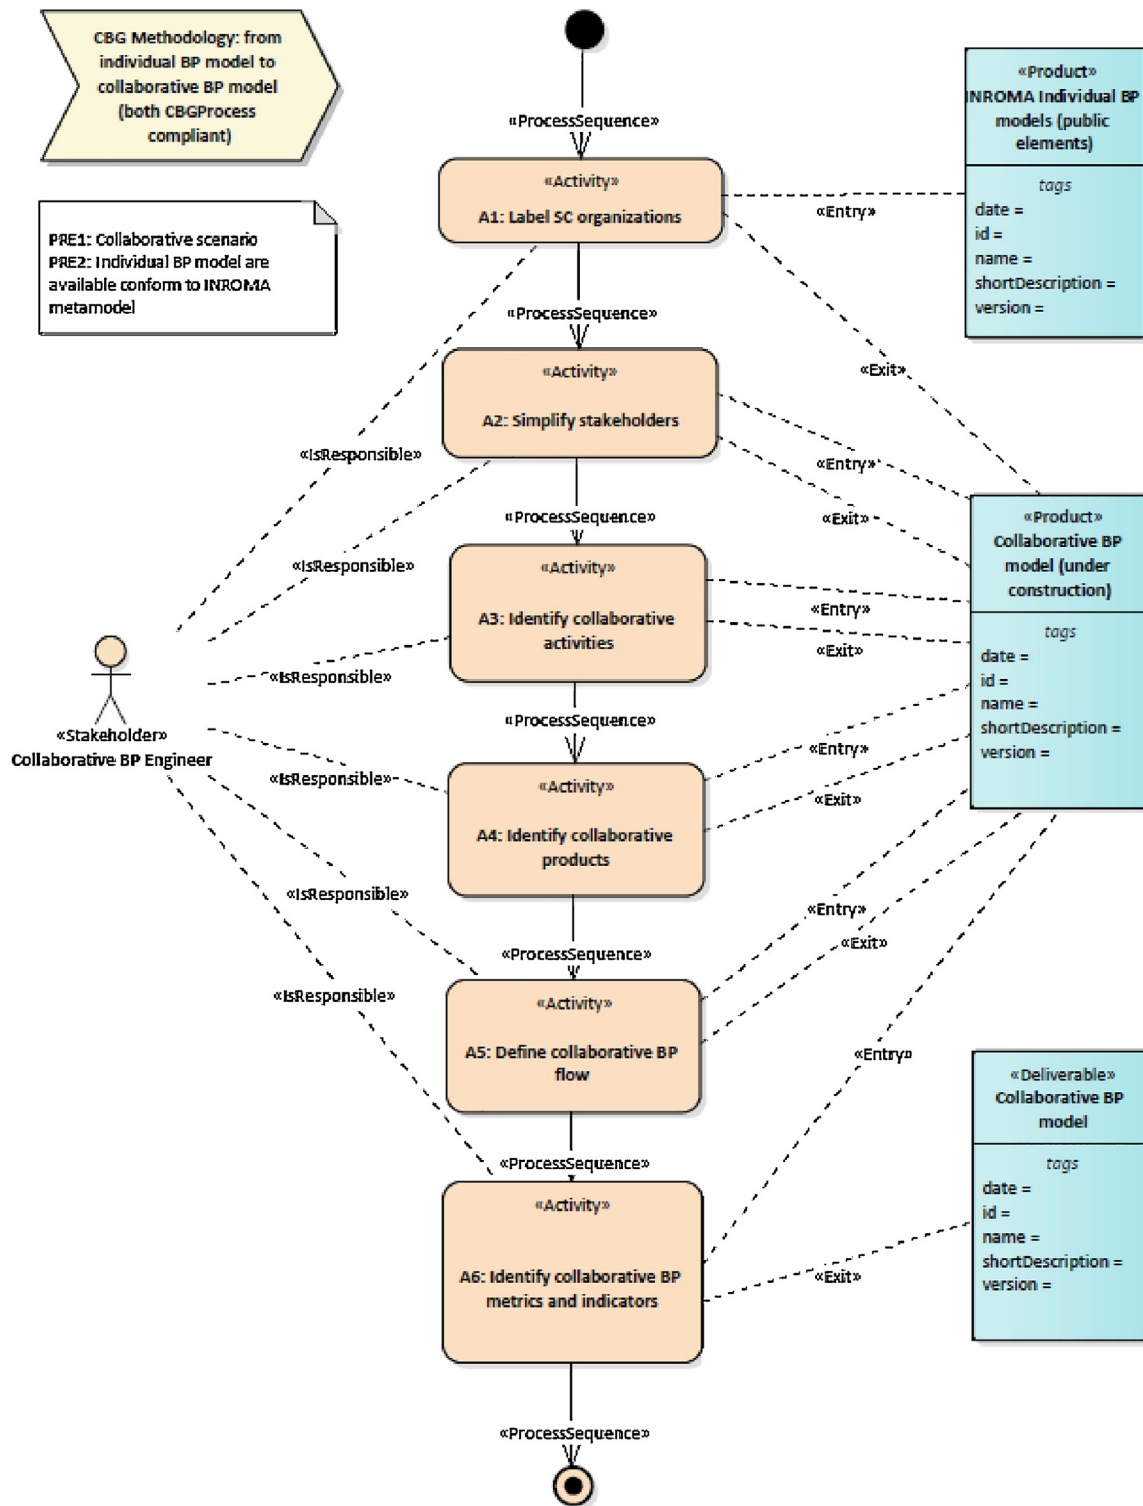 CBG Methodology: from
individual BP model to
collaborative BP model
(both CBGProcess
compliant)
PRE1: Collaborative scenario
PRE2: Individual BP model are
available conform to INROMA
metamodel
«ProcessSequence»
«Activity»
A1: Label SC organizations
«Entry»
«Product»
INROMA Individual BP
models (public
elements)
tags
date =
id =
name =
shortDescription =
version =
«ProcessSequence»
«Exit»
«Activity»
A2: Simplify stakeholders
«IsResponsible»
«Entry»
«Exit»
«ProcessSequence»
«IsResponsible»
«Product»
Collaborative BP
model (under
construction)
tags
date =
id =
name =
shortDescription =
version =
«Activity»
A3: Identify collaborative
activities
«Entry»
«Exit»
«IsResponsible»
«Stakeholder»
Collaborative BP Engineer
«ProcessSequence»
«Entry»
«IsResponsible»
«Activity»
A4: Identify collaborative
products
«Exit»
«IsResponsible»
«Entry»
«Exit»
«ProcessSequence»
«IsResponsible»
«Activity»
A5: Define collaborative BP
flow
«Entry»
«Deliverable»
Collaborative BP
model
tags
date =
id =
name =
shortDescription =
version =
«ProcessSequence»
«Activity»
A6: Identify collaborative BP
metrics and indicators
«Exit»
«ProcessSequence»